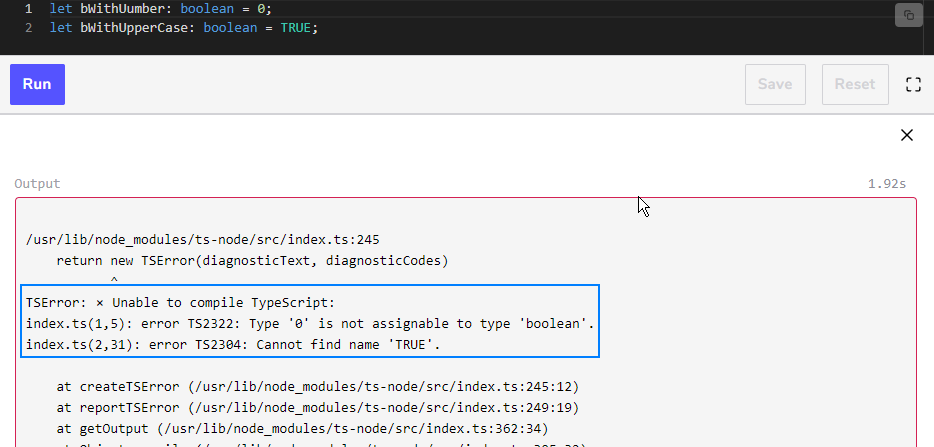 1 let bWithUumber: boolean = 0;
2 let bWithUpperCase: boolean = TRUE;
Run
Save
Reset
Output
1.92s
/usr/lib/node_modules/ts-node/src/index.ts:245
return new TSError(diagnosticText, diagnosticCodes)
^
TSError: × Unable to compile TypeScript:
index.ts(1,5): error TS2322: Type '0' is not assignable to type 'boolean'.
index.ts(2,31): error TS2304: Cannot find name 'TRUE'.
at createTSError (/usr/lib/node_modules/ts-node/src/index.ts:245:12)
at reportTSError (/usr/lib/node_modules/ts-node/src/index.ts:249:19)
at getOutput (/usr/lib/node_modules/ts-node/src/index.ts:362:34)